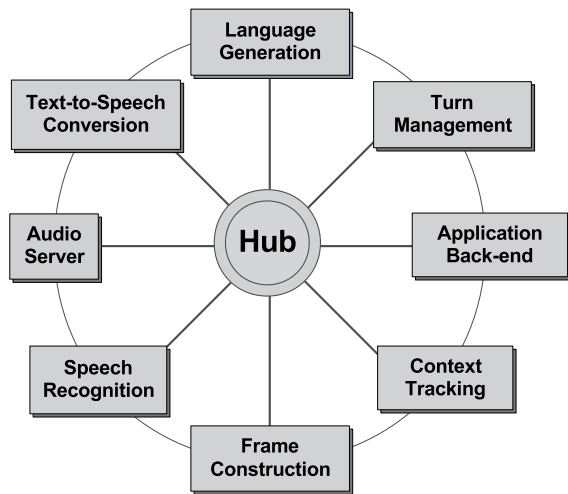 Language
Generation
Text-to-Speech
Conversion
Turn
Management
Audio
Server
Hub
Application
Back-end
Speech
Recognition
Context
Tracking
Frame
Construction